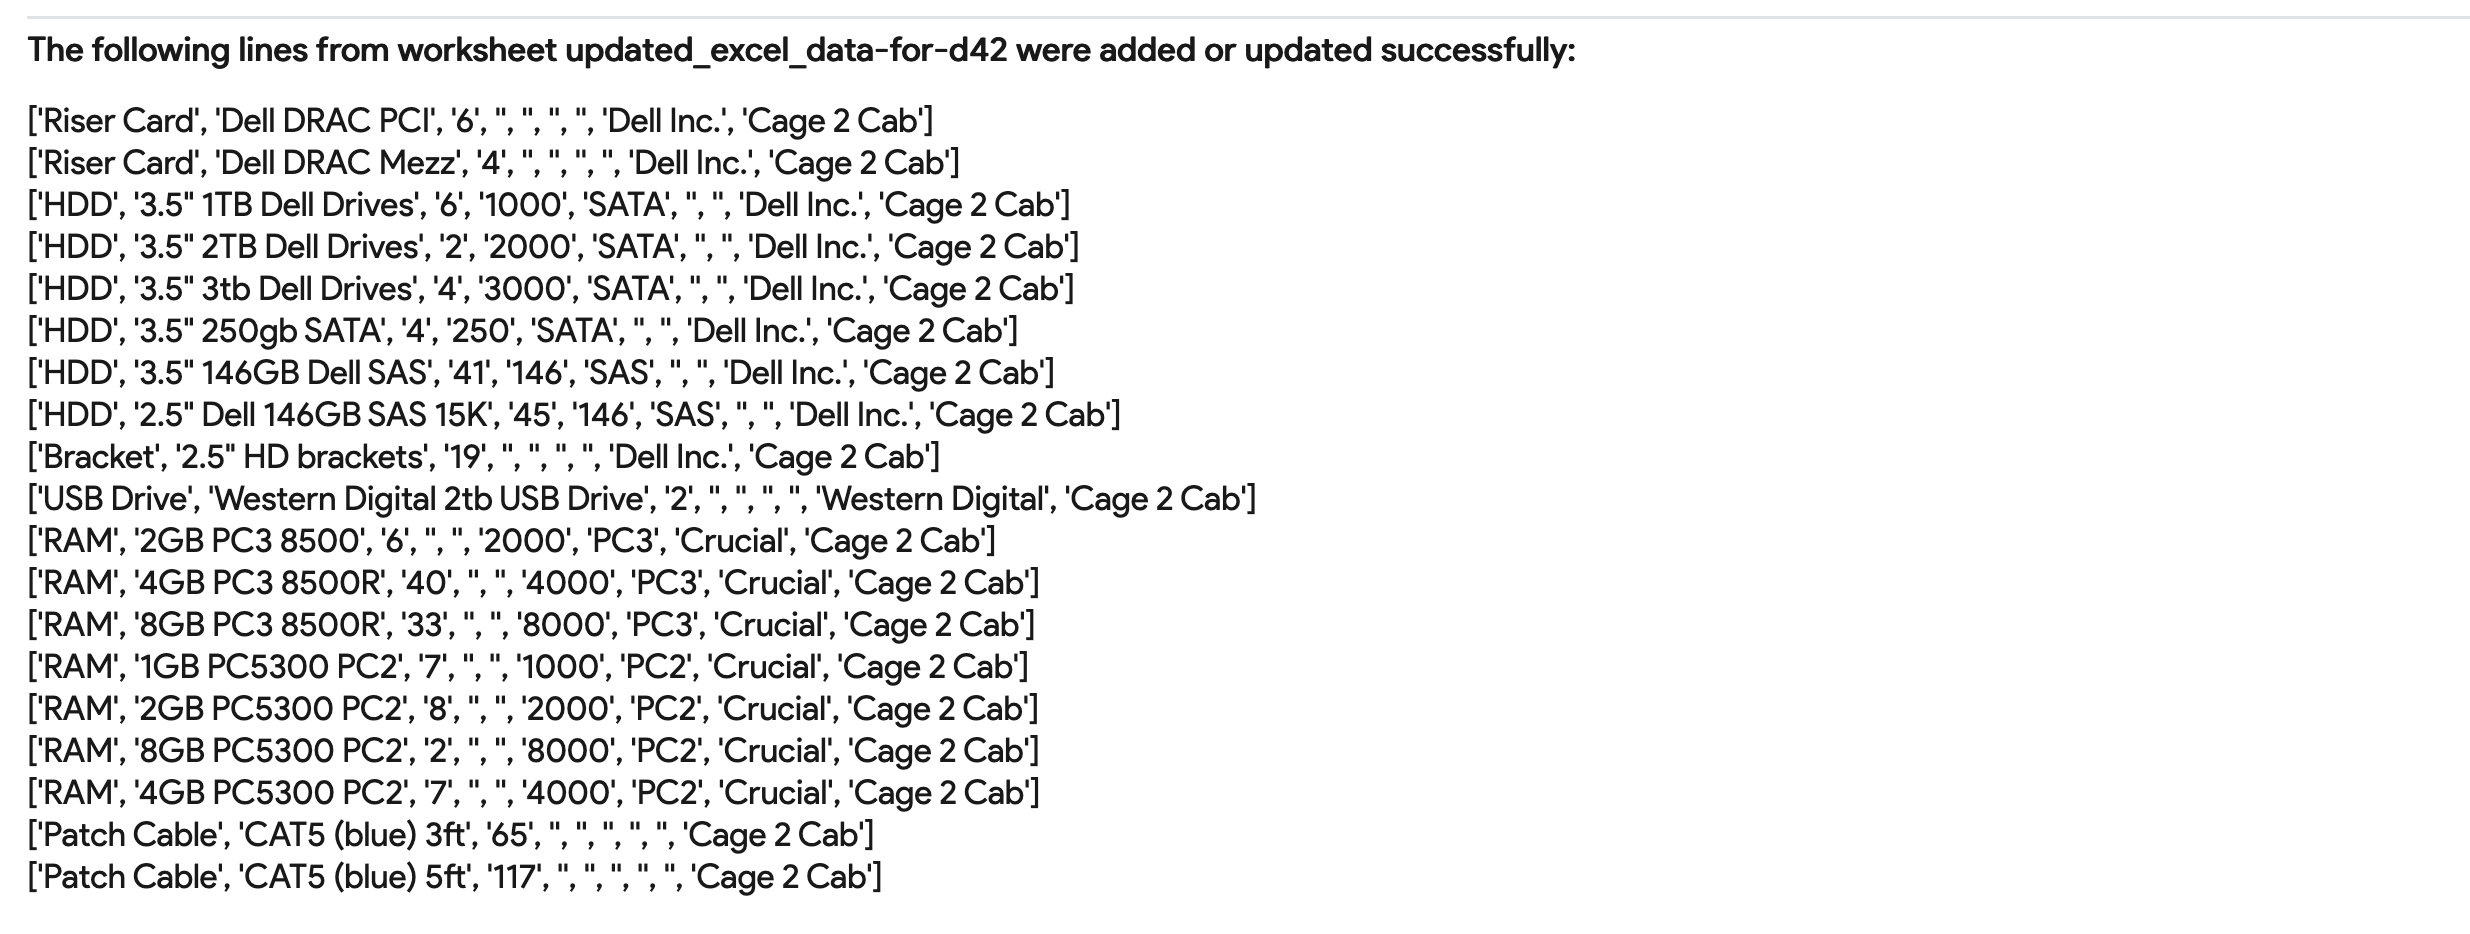 The following lines from worksheet updated_excel_data-for-d42 were added or updated successfully:
['Riser Card', 'Dell DRAC PCI', '6', '', '', '', '', 'Dell Inc.', 'Cage 2 Cab']
['Riser Card', 'Dell DRAC Mezz', '4', '', '', '', '', 'Dell Inc.', 'Cage 2 Cab']
['HDD', '3.5" 1TB Dell Drives', '6', '1000', 'SATA', '', '', 'Dell Inc.', 'Cage 2 Cab']
['HDD', '3.5" 2TB Dell Drives', '2', '2000', 'SATA', '', '', 'Dell Inc.', 'Cage 2 Cab']
['HDD', '3.5" 3tb Dell Drives', '4', '3000', 'SATA', '', '', 'Dell Inc.', 'Cage 2 Cab']
['HDD', '3.5" 250gb SATA', '4', '250', 'SATA', '', '', 'Dell Inc.', 'Cage 2 Cab']
['HDD', '3.5" 146GB Dell SAS', '41', '146', 'SAS', '', '', 'Dell Inc.', 'Cage 2 Cab']
['HDD', '2.5" Dell 146GB SAS 15K', '45', '146', 'SAS', '', '', 'Dell Inc.', 'Cage 2 Cab']
['Bracket', '2.5" HD brackets', '19', '', '', '', '', 'Dell Inc.', 'Cage 2 Cab']
['USB Drive', 'Western Digital 2tb USB Drive', '2', '', '', '', '', 'Western Digital', 'Cage 2 Cab']
['RAM', '2GB PC3 8500', '6', '', '', '2000', 'PC3', 'Crucial', 'Cage 2 Cab']
['RAM', '4GB PC3 8500R', '40', '', '', '4000', 'PC3', 'Crucial', 'Cage 2 Cab']
['RAM', '8GB PC3 8500R', '33', '', '', '8000', 'PC3', 'Crucial', 'Cage 2 Cab']
['RAM', '1GB PC5300 PC2', '7', '', '', '1000', 'PC2', 'Crucial', 'Cage 2 Cab']
['RAM', '2GB PC5300 PC2', '8', '', '', '2000', 'PC2', 'Crucial', 'Cage 2 Cab']
['RAM', '8GB PC5300 PC2', '2', '', '', '8000', 'PC2', 'Crucial', 'Cage 2 Cab']
['RAM', '4GB PC5300 PC2', '7', '', '', '4000', 'PC2', 'Crucial', 'Cage 2 Cab']
['Patch Cable', 'CAT5 (blue) 3ft', '65', '', '', '', '', '', 'Cage 2 Cab']
['Patch Cable', 'CAT5 (blue) 5ft', '117', '', '', '', '', '', 'Cage 2 Cab']